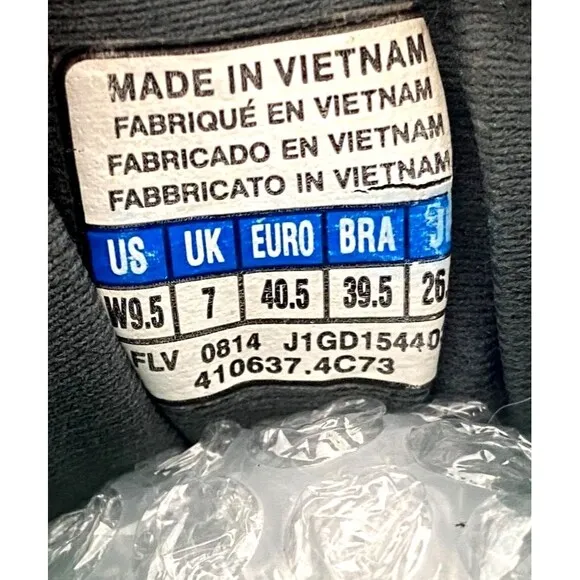 MADE IN VIETNAM
FABRIQUÉ EN VIETNAM
FABRICADO EN VIETNAM
FABBRICATO IN VIETNAM
US UK EURO BRA
W9.5 7 40.5 39.5 26
FLV 0814 J1GD15440
410637.4C73